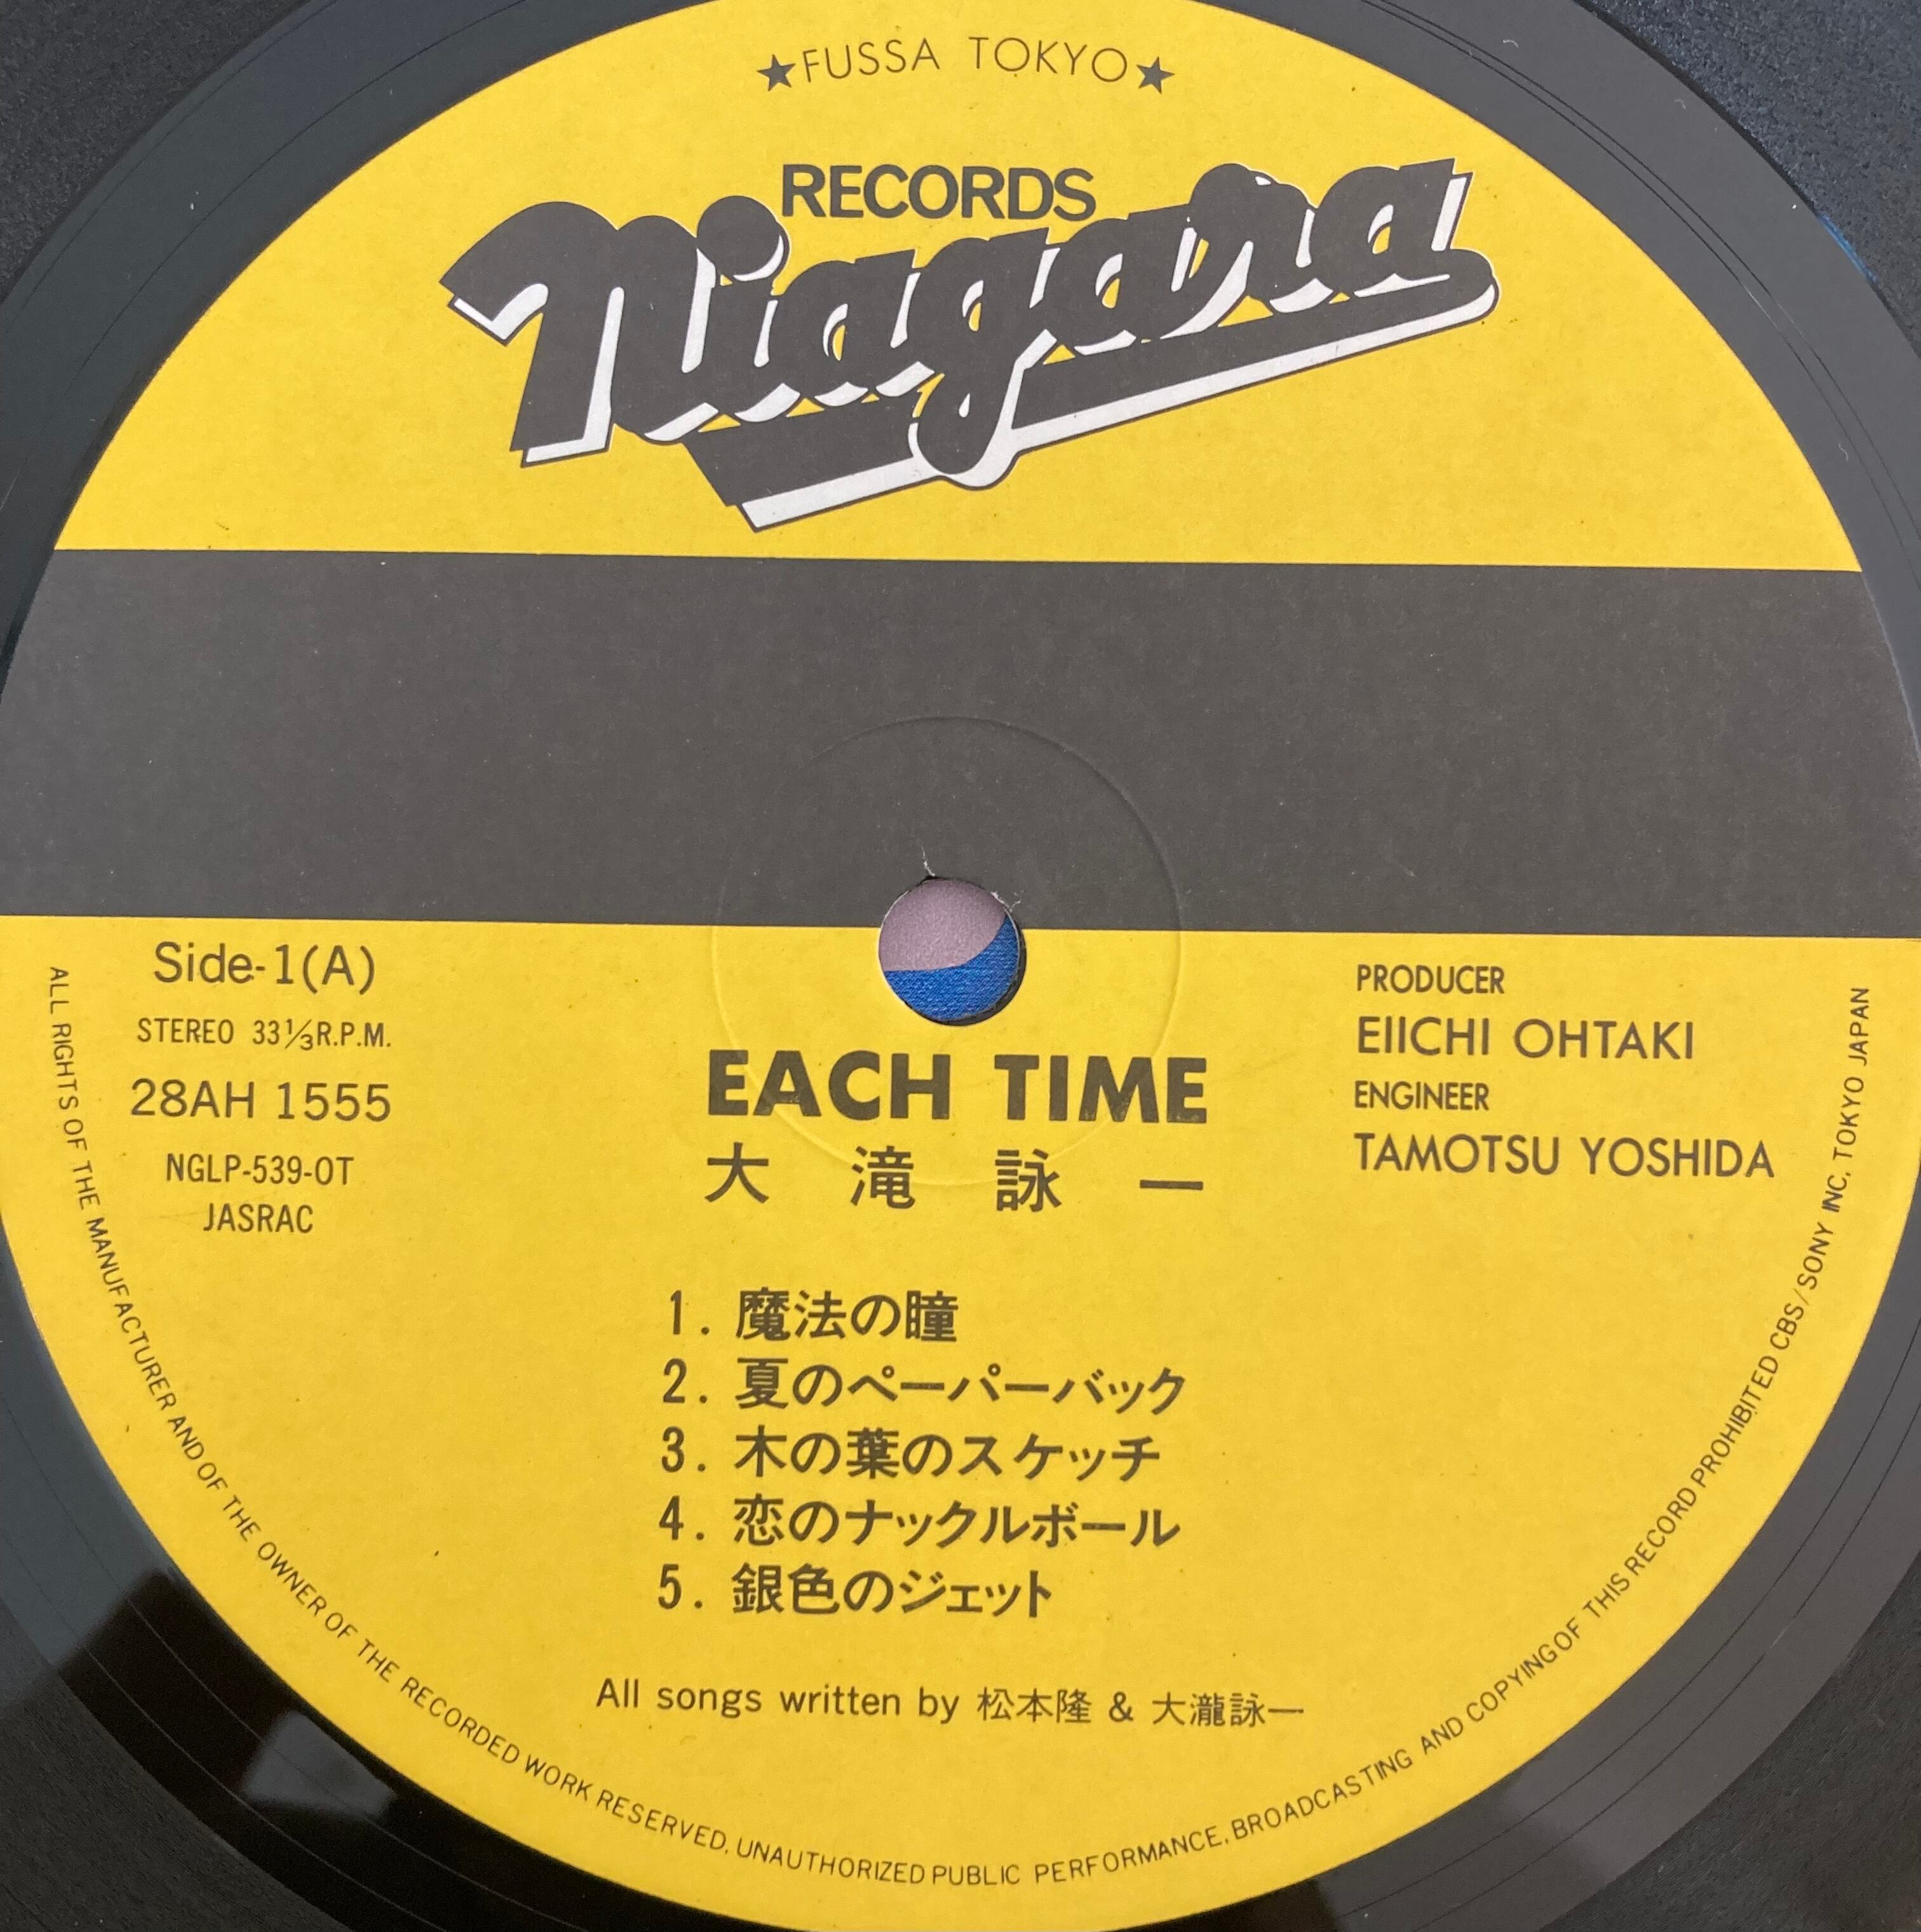 ★FUSSA TOKYO★
RECORDS
Niagara
Side-1(A)
STEREO 33⅓R.P.M.
28AH 1555
NGLP-539-OT
JASRAC
EACH TIME
大滝詠一
PRODUCER
EIICHI OHTAKI
ENGINEER
TAMOTSU YOSHIDA
1. 魔法の瞳
2. 夏のペーパーバック
3. 木の葉のスケッチ
4. 恋のナックルボール
5. 銀色のジェット
All songs written by 松本隆 & 大瀧詠一
ALL RIGHTS OF THE MANUFACTURER AND OF THE OWNER OF THE RECORDED WORK RESERVED. UNAUTHORIZED PUBLIC PERFORMANCE, BROADCASTING AND COPYING OF THIS RECORD PROHIBITED CBS/SONY INC. TOKYO JAPAN